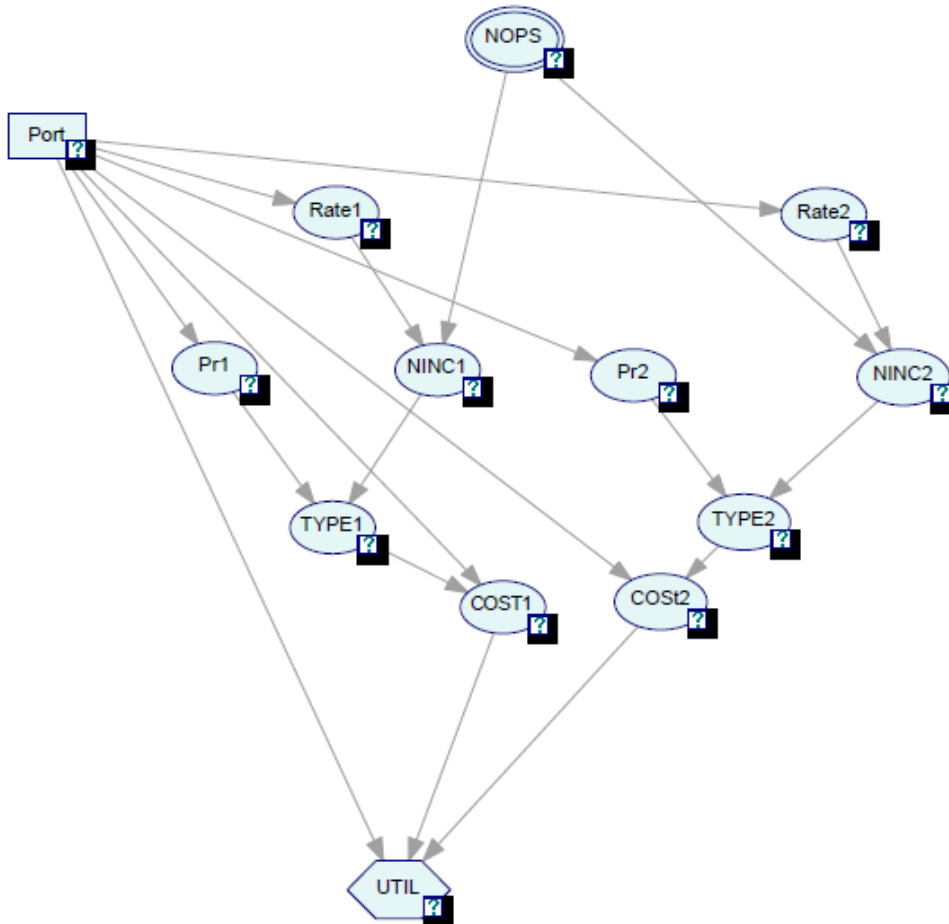 NOPS
?
Port
?
Rate1
?
Rate2
?
Pr1
?
NINC1
?
Pr2
?
NINC2
?
TYPE1
?
TYPE2
?
COST1
?
COSt2
?
UTIL
?